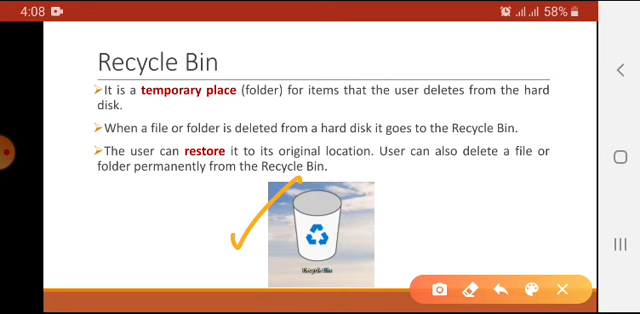 4:08 58%
Recycle Bin
➢It is a temporary place (folder) for items that the user deletes from the hard
disk.
➢When a file or folder is deleted from a hard disk it goes to the Recycle Bin.
➢The user can restore it to its original location. User can also delete a file or
folder permanently from the Recycle Bin.
Recycle Bin